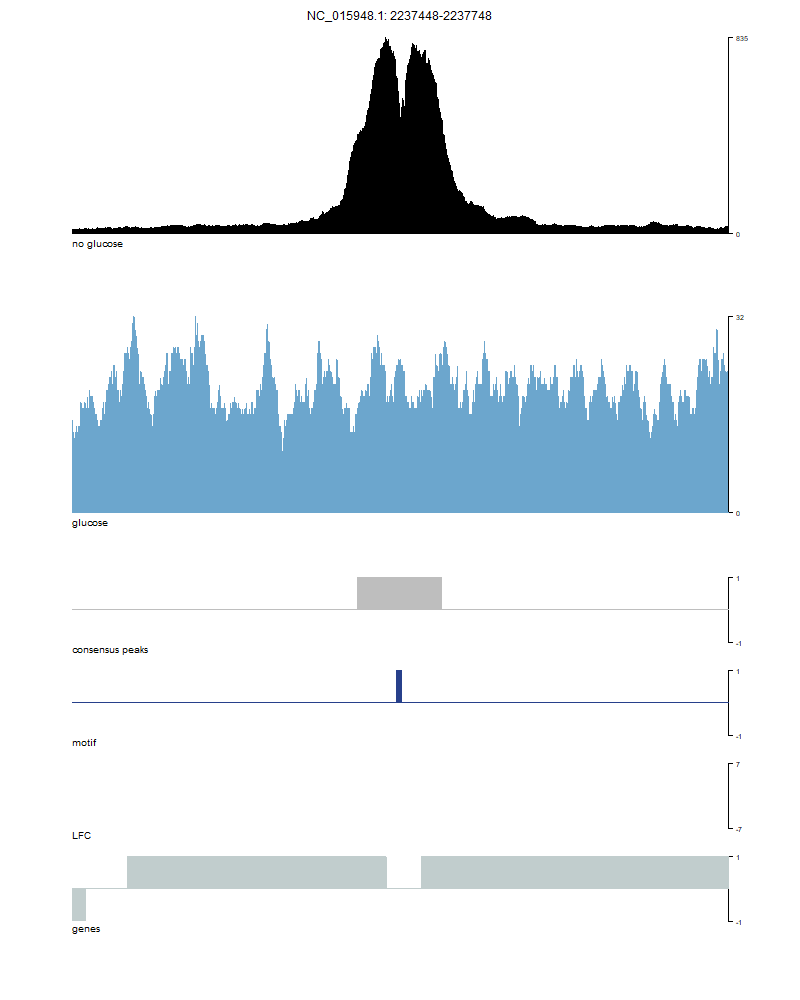 NC_015948.1: 2237448-2237748
835
0
no glucose
32
0
glucose
1
-1
consensus peaks
1
-1
motif
7
-7
LFC
1
-1
genes